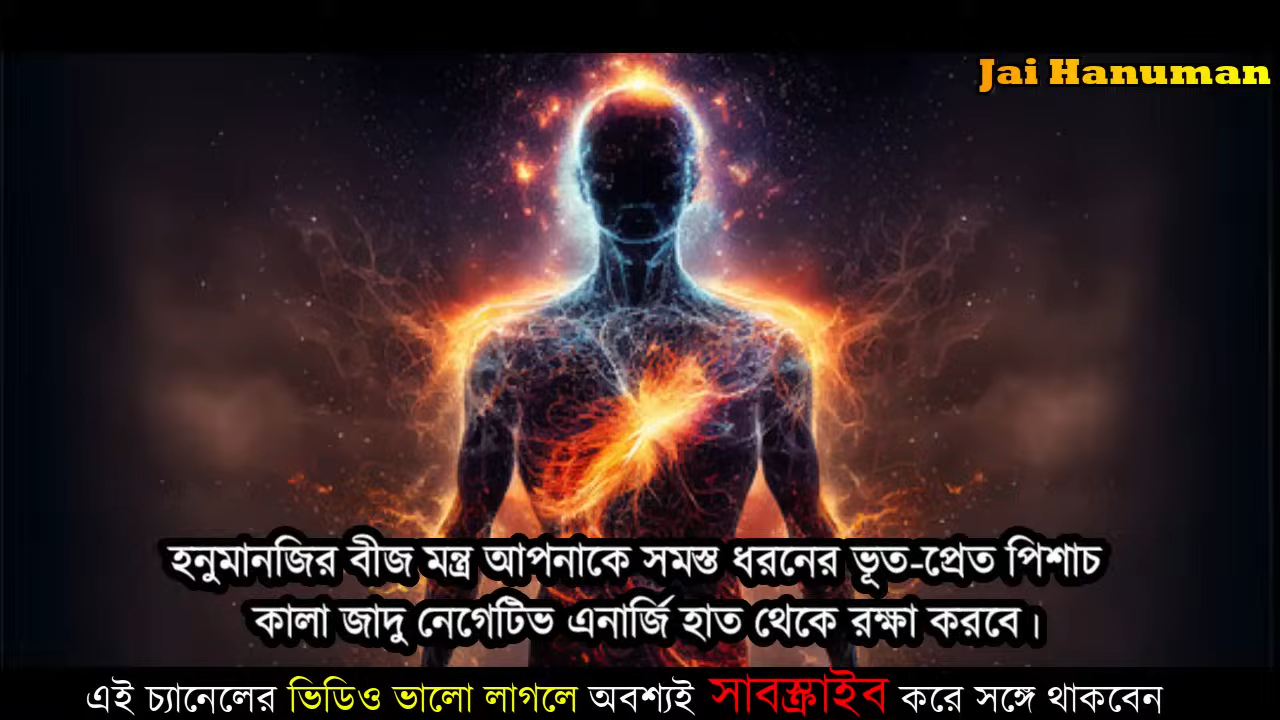 Jai Hanuman
হনুমানজির বীজ মন্ত্র আপনাকে সমস্ত ধরনের ভূত-প্রেত পিশাচ
কালা জাদু নেগেটিভ এনার্জি হাত থেকে রক্ষা করবে।
এই চ্যানেলের ভিডিও ভালো লাগলে অবশ্যই সাবস্ক্রাইব করে সঙ্গে থাকবেন